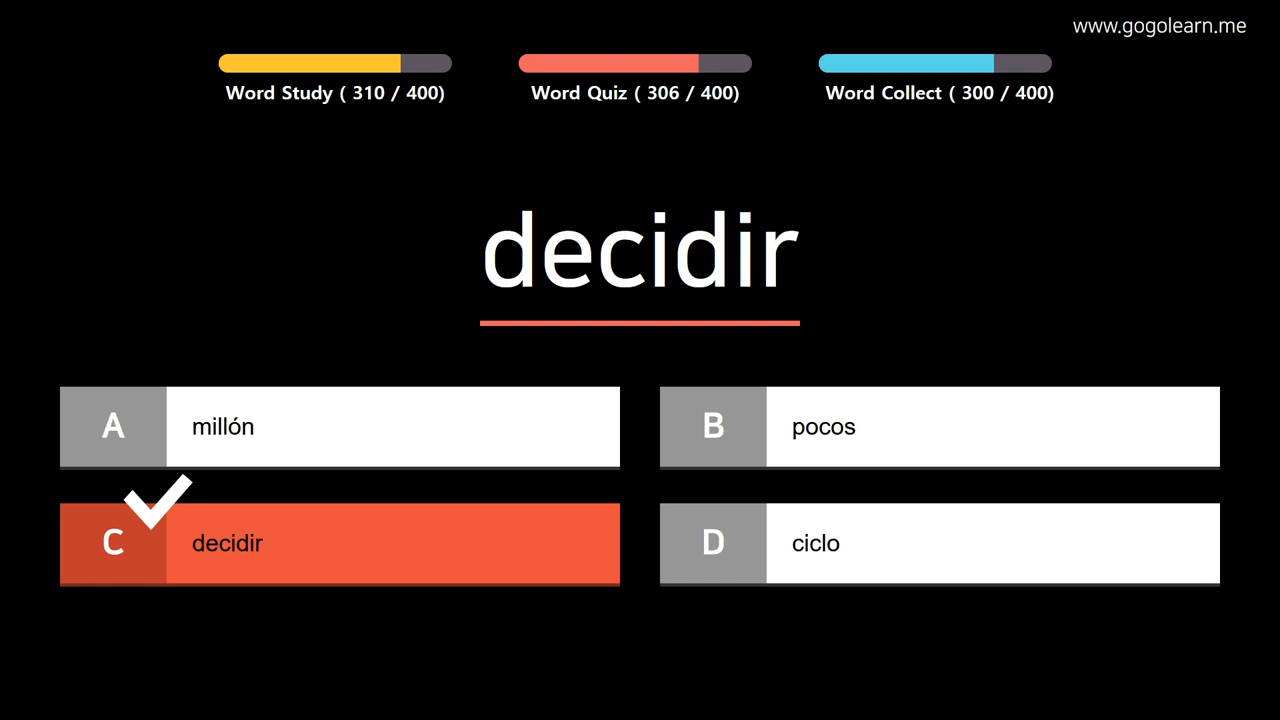 www.gogolearn.me
Word Study ( 310 / 400)
Word Quiz ( 306 / 400)
Word Collect ( 300 / 400)
decidir
A millón
B pocos
C decidir
D ciclo